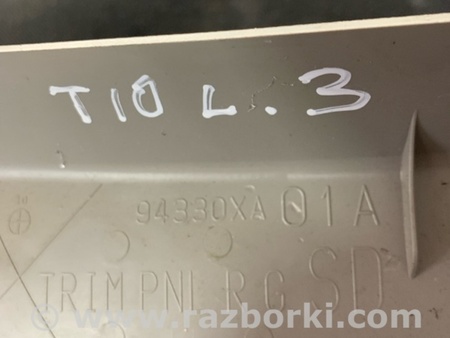 T10 L.3
94330XA 01A
TRIM PNL R G SD
www.razborki.com